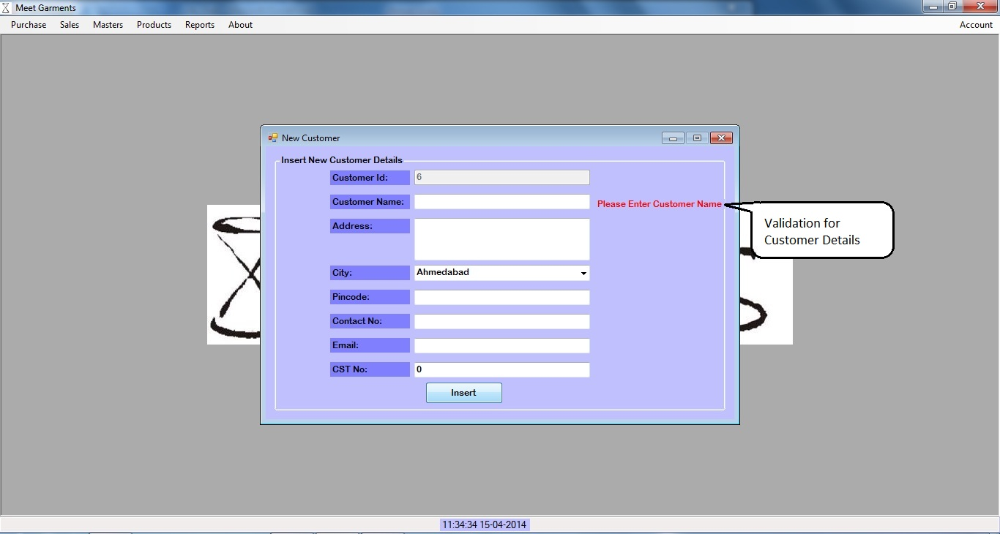 Meet Garments
Purchase Sales Masters Products Reports About Account
New Customer
Insert New Customer Details
Customer Id: 6
Customer Name: Please Enter Customer Name
Validation for
Customer Details
Address:
City: Ahmedabad
Pincode:
Contact No:
Email:
CST No: 0
Insert
11:34:34 15-04-2014